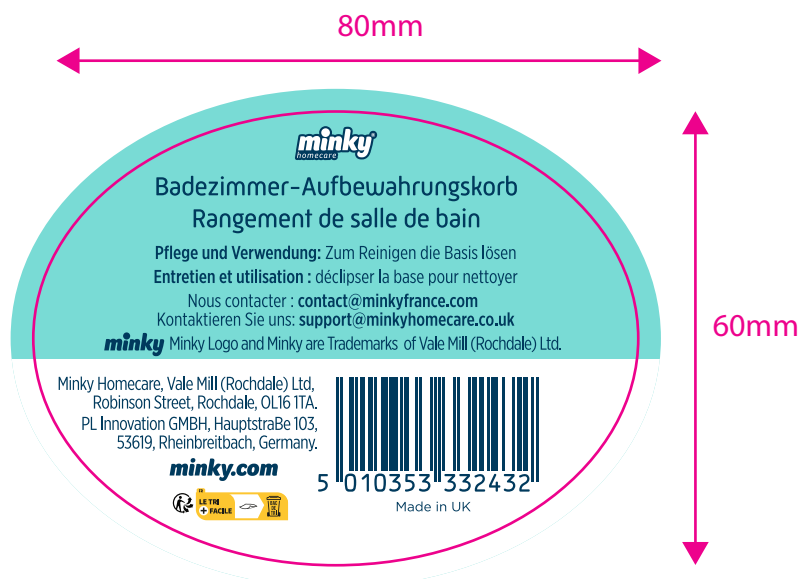 80mm
minky
homecare
Badezimmer-Aufbewahrungskorb
Rangement de salle de bain
Pflege und Verwendung: Zum Reinigen die Basis lösen
Entretien et utilisation : déclipser la base pour nettoyer
Nous contacter : contact@minkyfrance.com
Kontaktieren Sie uns: support@minkyhomecare.co.uk
minky Minky Logo and Minky are Trademarks of Vale Mill (Rochdale) Ltd.
60mm
Minky Homecare, Vale Mill (Rochdale) Ltd,
Robinson Street, Rochdale, OL16 1TA.
PL Innovation GMBH, HauptstraBe 103,
53619, Rheinbreitbach, Germany.
minky.com
FR
LE TRI
+ FACILE
BAC
DE
TRI
5 010353 332432
Made in UK